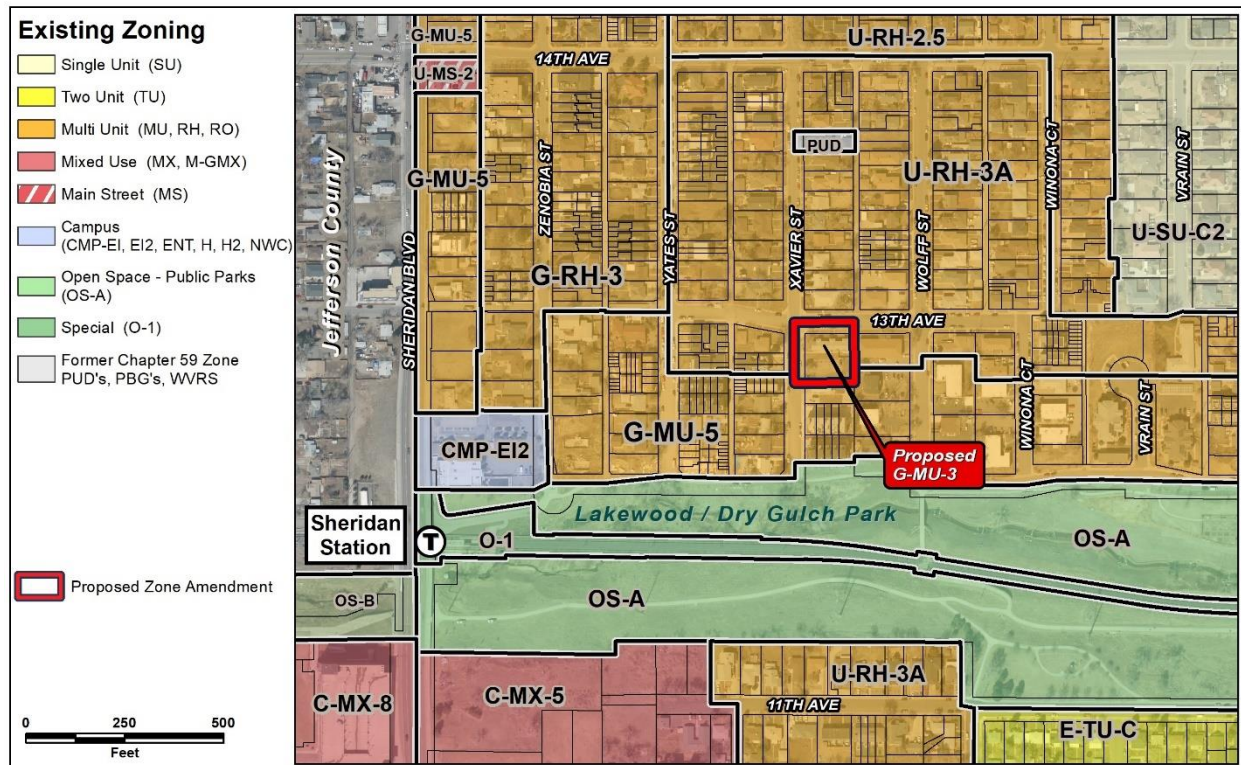 Existing Zoning
Single Unit (SU)
Two Unit (TU)
Multi Unit (MU, RH, RO)
Mixed Use (MX, M-GMX)
Main Street (MS)
Campus
(CMP-EI, EI2, ENT, H, H2, NWC)
Open Space - Public Parks
(OS-A)
Special (O-1)
Former Chapter 59 Zone
PUD's, PBG's, WVRS
Proposed Zone Amendment
0 250 500
Feet
G-MU-5
U-RH-2.5
14TH AVE
U-MS-2
Jefferson County
SHERIDAN BLVD
G-MU-5
ZENOBIA ST
G-RH-3
YATES ST
XAVIER ST
PUD
WOLFF ST
U-RH-3A
WINONA CT
VRAIN ST
U-SU-C2
13TH AVE
CMP-EI2
G-MU-5
Proposed
G-MU-3
WINONA CT
VRAIN ST
Lakewood / Dry Gulch Park
Sheridan
Station
T
O-1
OS-A
OS-B
OS-A
C-MX-8
C-MX-5
U-RH-3A
11TH AVE
E-TU-C